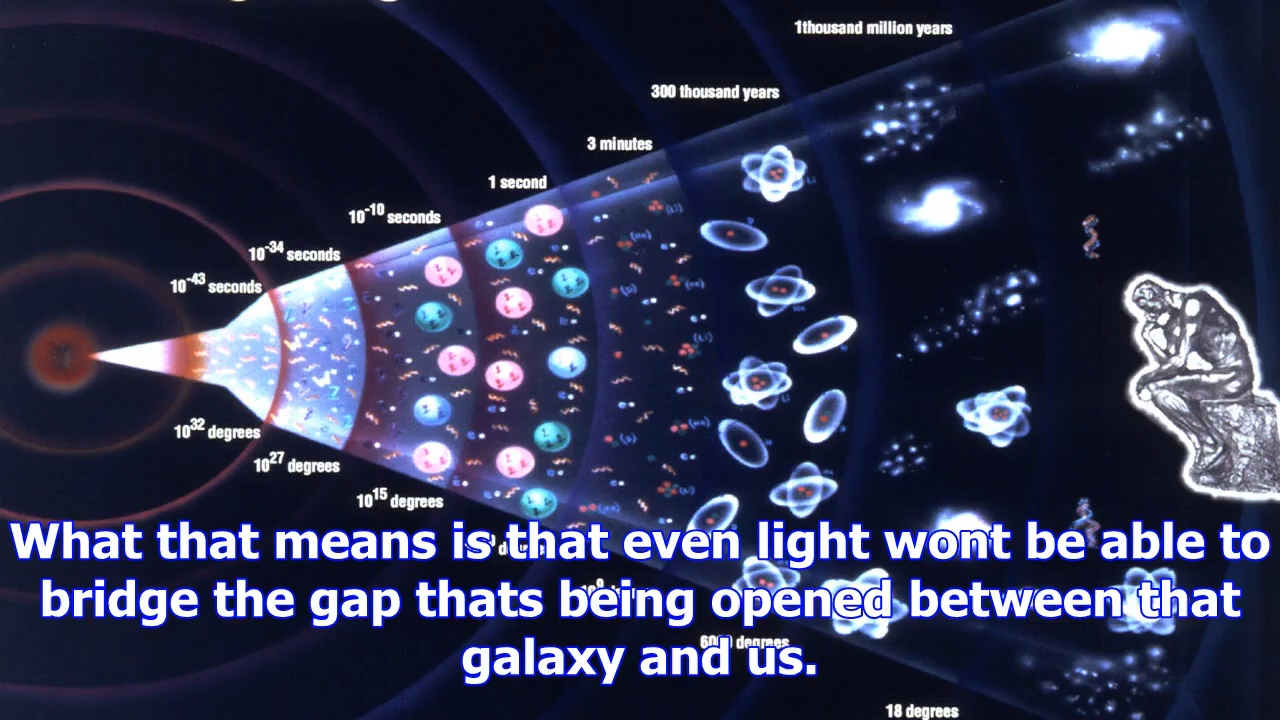 1thousand million years
300 thousand years
3 minutes
1 second
10-10 seconds
10-34 seconds
10-43 seconds
1032 degrees
1027 degrees
1015 degrees
What that means is that even light wont be able to
bridge the gap thats being opened between that
galaxy and us.
degrees
18 degrees